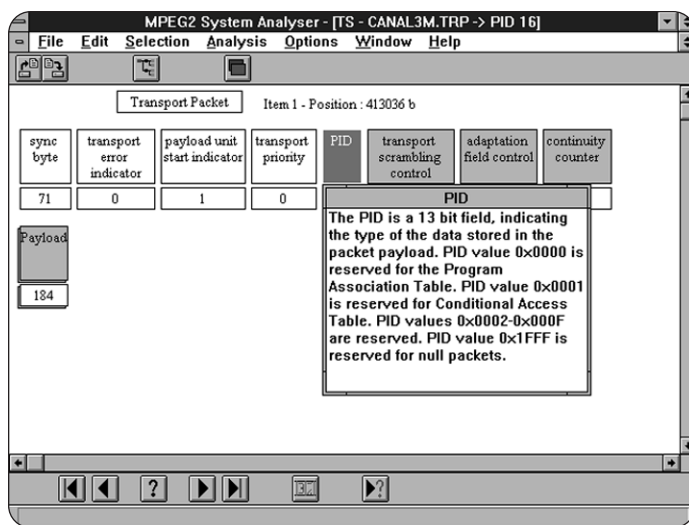 MPEG2 System Analyser - [TS - CANAL3M.TRP -> PID 16]
File Edit Selection Analysis Options Window Help
Transport Packet Item 1 - Position : 413036 b
sync byte
transport error indicator
payload unit start indicator
transport priority
PID
transport scrambling control
adaptation field control
continuity counter
71 0 1 0
PID
The PID is a 13 bit field, indicating
the type of the data stored in the
packet payload. PID value 0x0000 is
reserved for the Program
Association Table. PID value 0x0001
is reserved for Conditional Access
Table. PID values 0x0002-0x000F
are reserved. PID value 0x1FFF is
reserved for null packets.
Payload
184
?
?